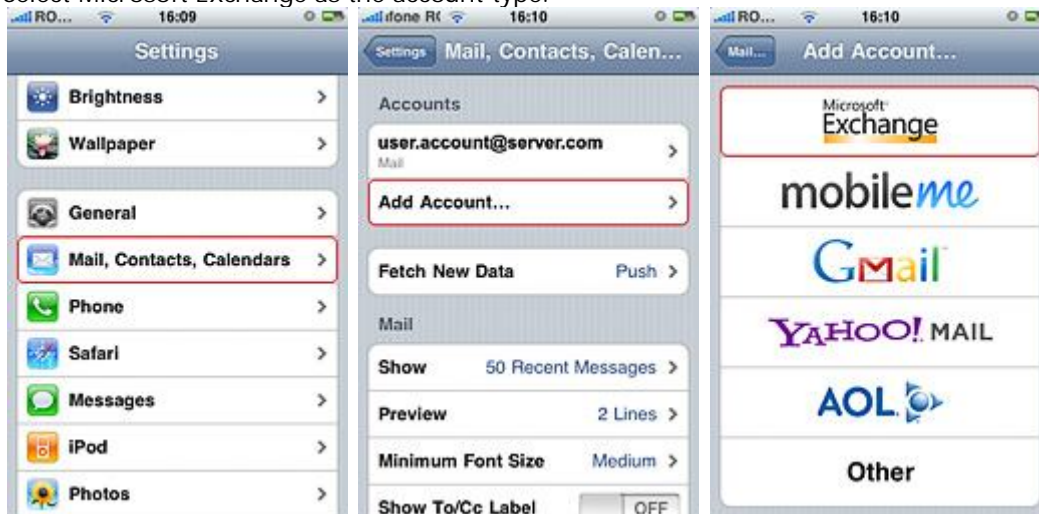 select Microsoft Exchange as the account type.
RO... 16:09
Settings
Brightness
Wallpaper
General
Mail, Contacts, Calendars
Phone
Safari
Messages
iPod
Photos
16:10
Settings Mail, Contacts, Calen...
Accounts
user.account@server.com
Mail
Add Account...
Fetch New Data Push
Mail
Show 50 Recent Messages
Preview 2 Lines
Minimum Font Size Medium
Show To/Cc Label OFF
RO... 16:10
Mail... Add Account...
Microsoft
Exchange
mobileme
Gmail
YAHOO! MAIL
AOL
Other